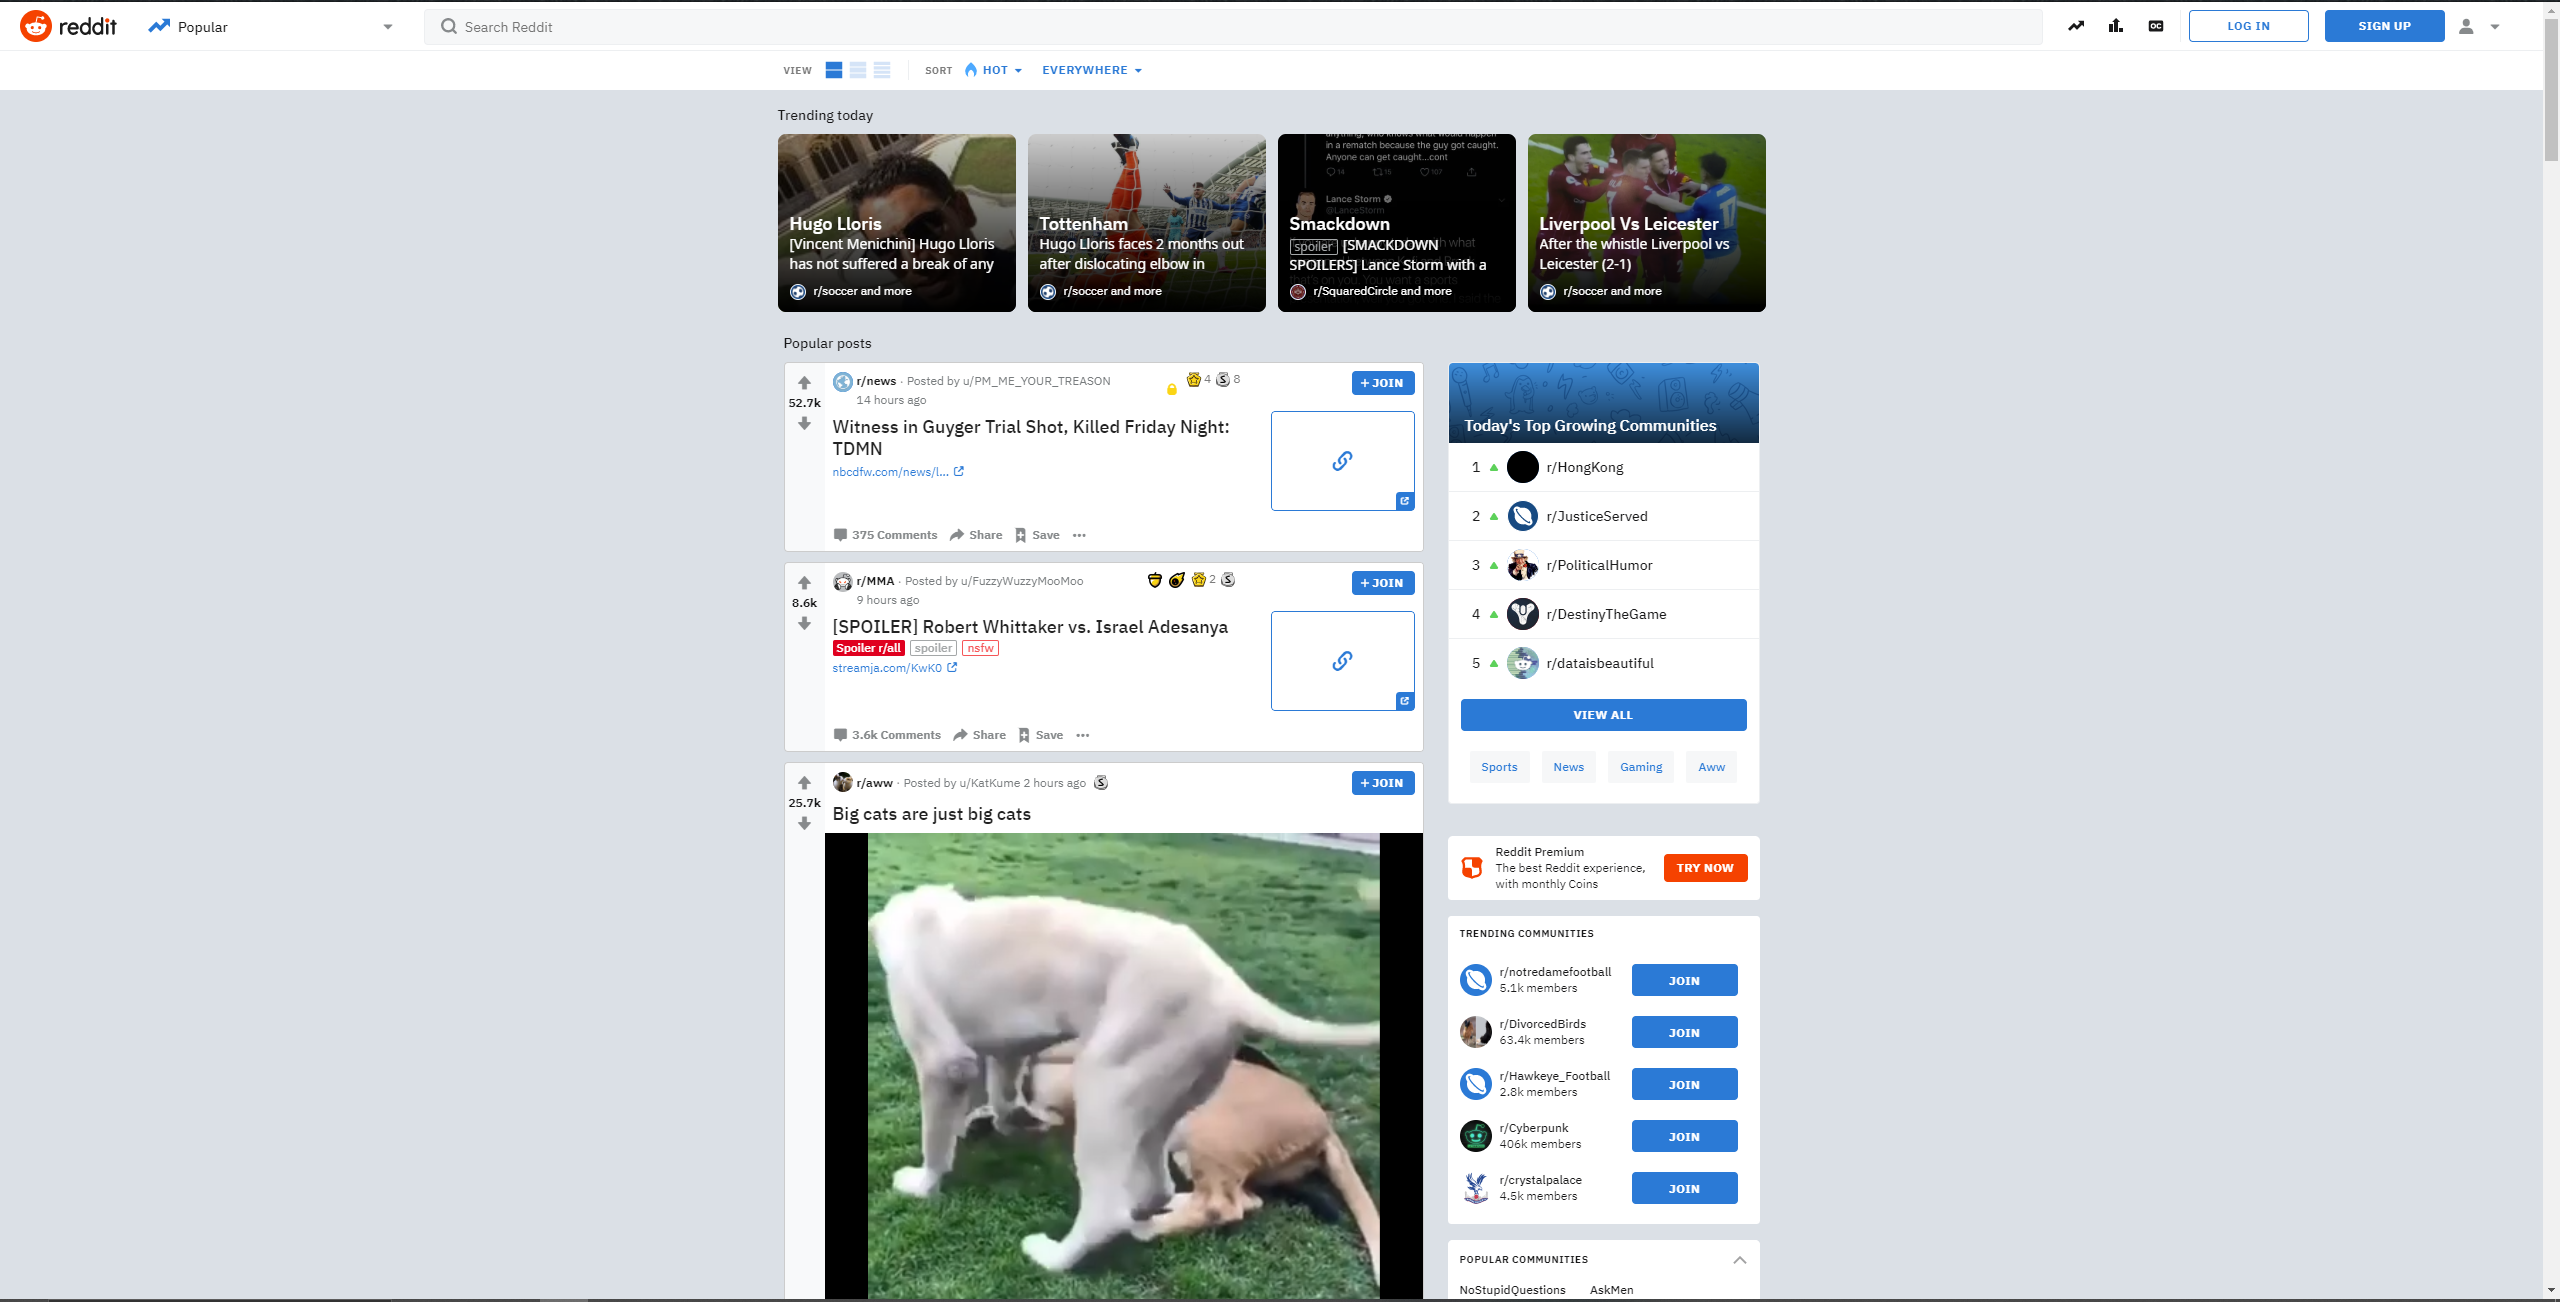 reddit
Popular
Search Reddit
LOG IN
SIGN UP
VIEW
SORT
HOT
EVERYWHERE
Trending today
Hugo Lloris
[Vincent Menichini] Hugo Lloris
has not suffered a break of any
r/soccer and more
Tottenham
Hugo Lloris faces 2 months out
after dislocating elbow in
r/soccer and more
in a rematch because the guy got caught.
Anyone can get caught...cont
14
15
107
Lance Storm
@LanceStorm
Smackdown
spoiler [SMACKDOWN
SPOILERS] Lance Storm with a
r/SquaredCircle and more
Liverpool Vs Leicester
After the whistle Liverpool vs
Leicester (2-1)
r/soccer and more
Popular posts
52.7k
r/news · Posted by u/PM_ME_YOUR_TREASON
14 hours ago
4
8
+ JOIN
Witness in Guyger Trial Shot, Killed Friday Night:
TDMN
nbcdfw.com/news/l...
375 Comments
Share
Save
8.6k
r/MMA · Posted by u/FuzzyWuzzyMooMoo
9 hours ago
2
+ JOIN
[SPOILER] Robert Whittaker vs. Israel Adesanya
Spoiler r/all
spoiler
nsfw
streamja.com/KwK0
3.6k Comments
Share
Save
25.7k
r/aww · Posted by u/KatKume 2 hours ago
+ JOIN
Big cats are just big cats
Today's Top Growing Communities
1 r/HongKong
2 r/JusticeServed
3 r/PoliticalHumor
4 r/DestinyTheGame
5 r/dataisbeautiful
VIEW ALL
Sports
News
Gaming
Aww
Reddit Premium
The best Reddit experience,
with monthly Coins
TRY NOW
TRENDING COMMUNITIES
r/notredamefootball
5.1k members
JOIN
r/DivorcedBirds
63.4k members
JOIN
r/Hawkeye_Football
2.8k members
JOIN
r/Cyberpunk
406k members
JOIN
r/crystalpalace
4.5k members
JOIN
POPULAR COMMUNITIES
NoStupidQuestions
AskMen